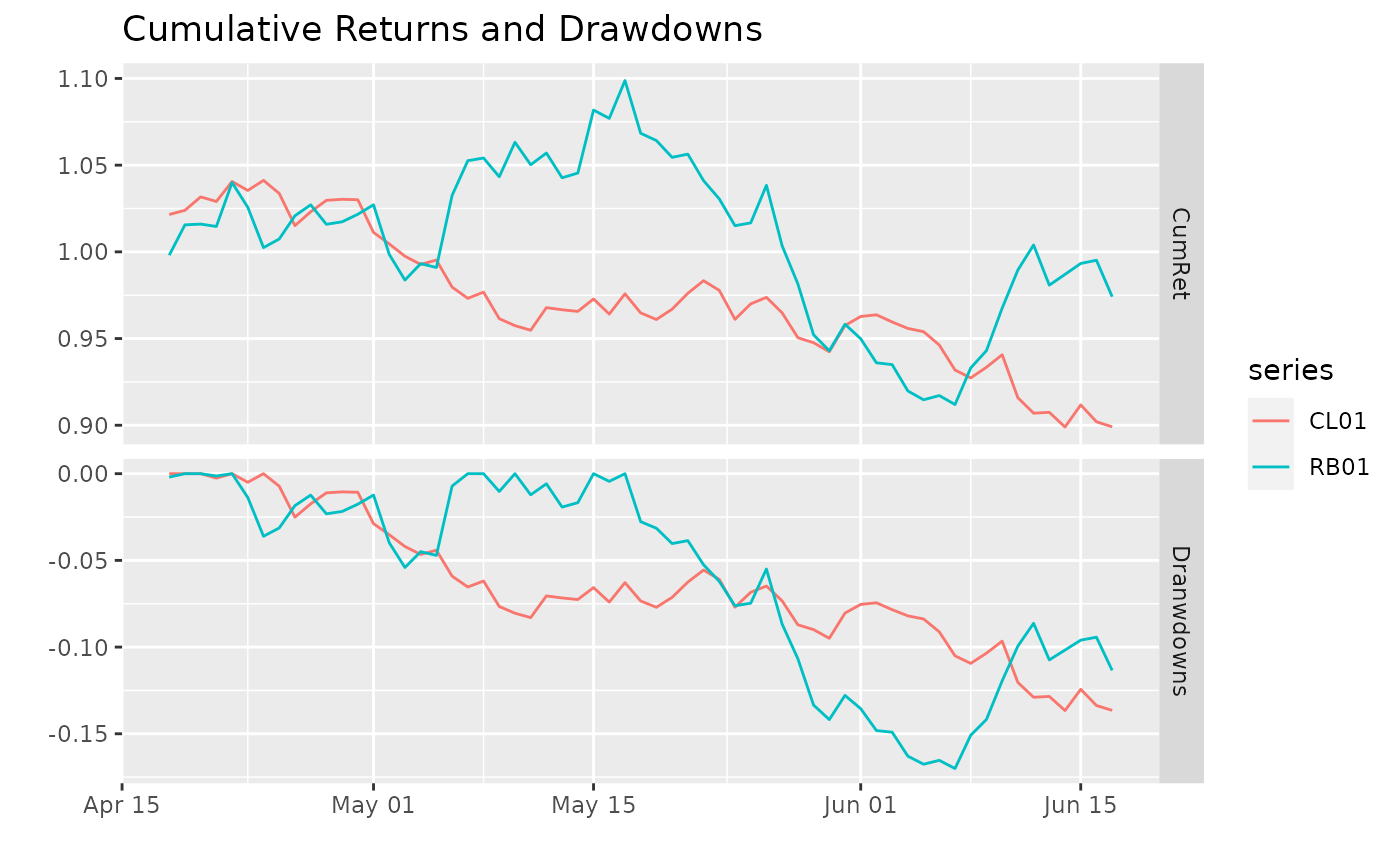 Cumulative Returns and Drawdowns
1.10
1.05
1.00
0.95
0.90
CumRet
0.00
-0.05
-0.10
-0.15
Dranwdowns
Apr 15
May 01
May 15
Jun 01
Jun 15
series
CL01
RB01